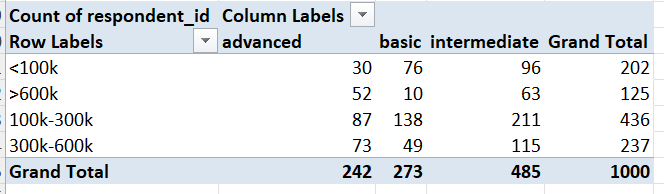 Count of respondent_id Column Labels
Row Labels advanced basic intermediate Grand Total
<100k 30 76 96 202
>600k 52 10 63 125
100k-300k 87 138 211 436
300k-600k 73 49 115 237
Grand Total 242 273 485 1000